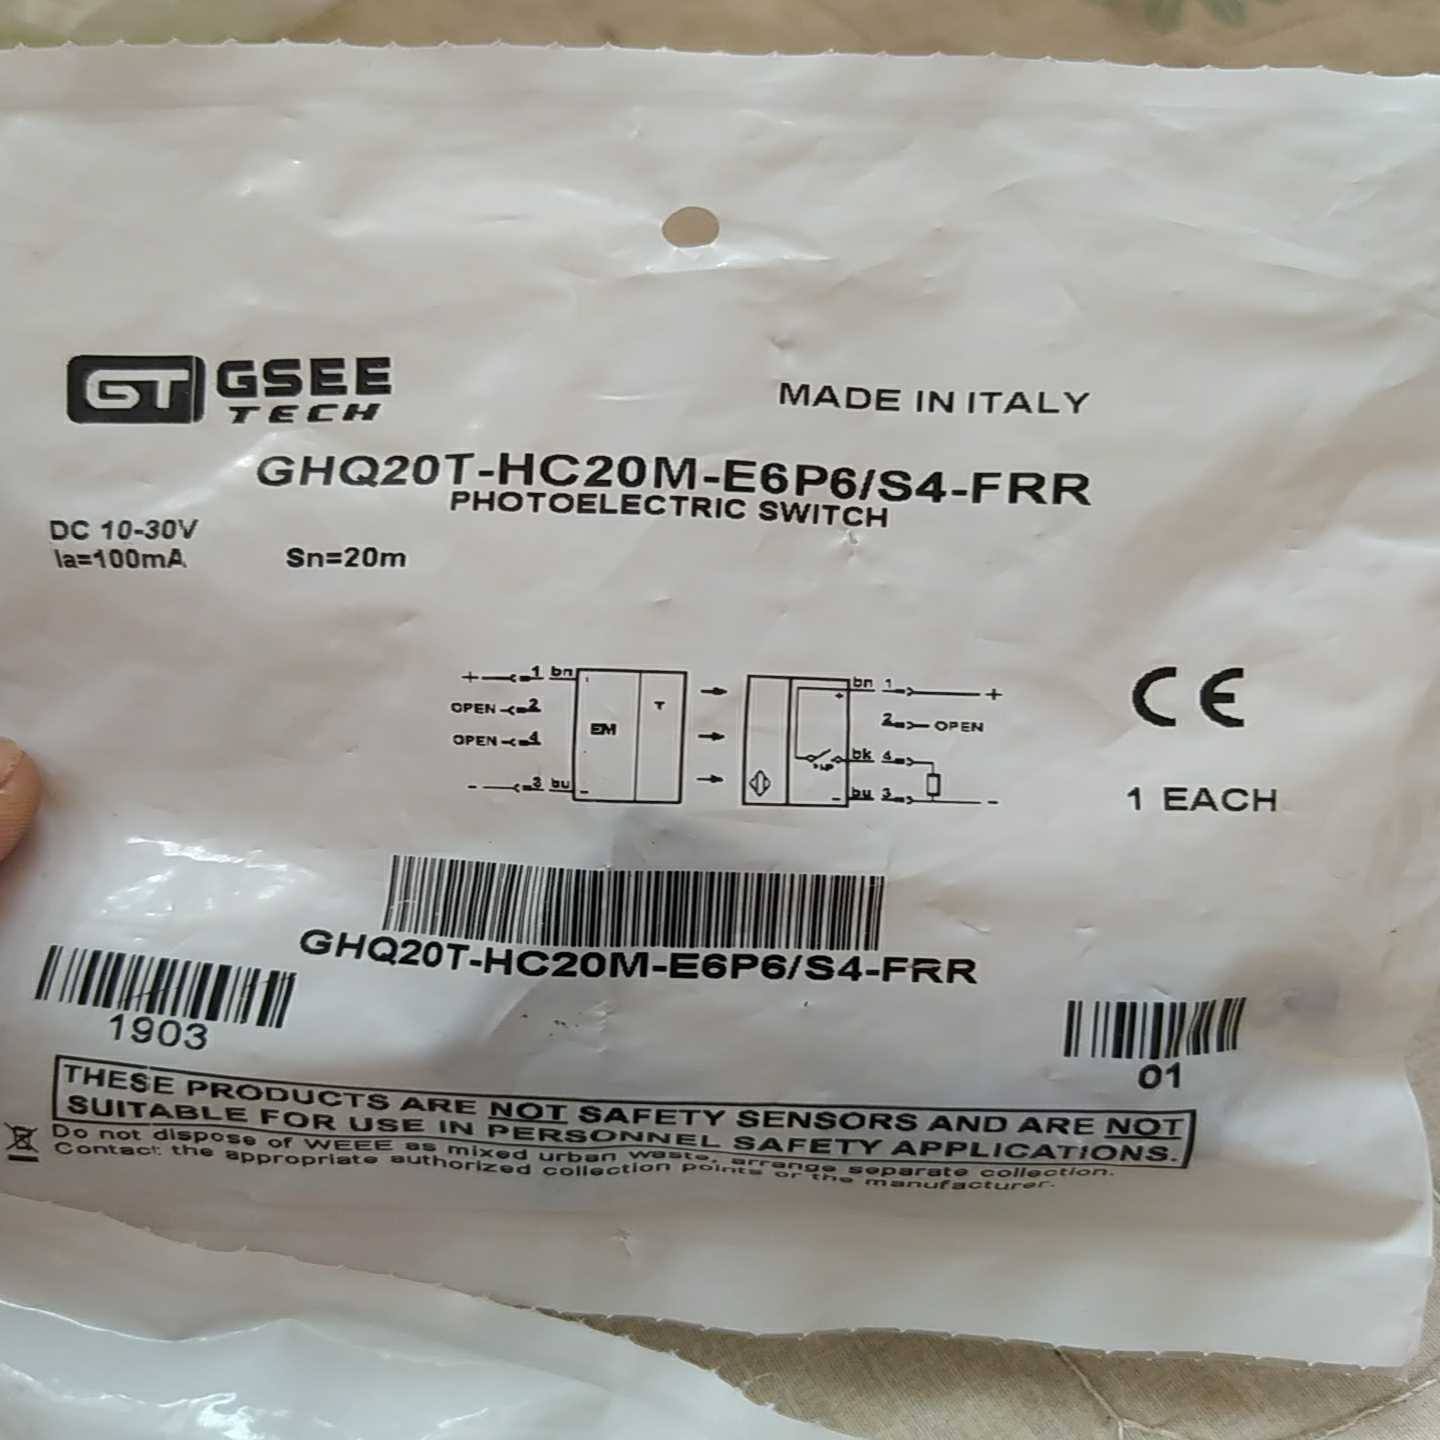 GT GSEE
TECH
MADE IN ITALY
GHQ20T-HC20M-E6P6/S4-FRR
PHOTOELECTRIC SWITCH
DC 10-30V
Ia=100mA
Sn=20m
+ 1 bn
OPEN 2
OPEN 4
- 3 bu -
EM
T
bn 1 +
+
2 OPEN
bk 4
- bu 3 -
CE
1 EACH
GHQ20T-HC20M-E6P6/S4-FRR
1903
01
THESE PRODUCTS ARE NOT SAFETY SENSORS AND ARE NOT
SUITABLE FOR USE IN PERSONNEL SAFETY APPLICATIONS.
Do not dispose of WEEE as mixed urban waste, arrange separate collection.
Contact the appropriate authorized collection points or the manufacturer.